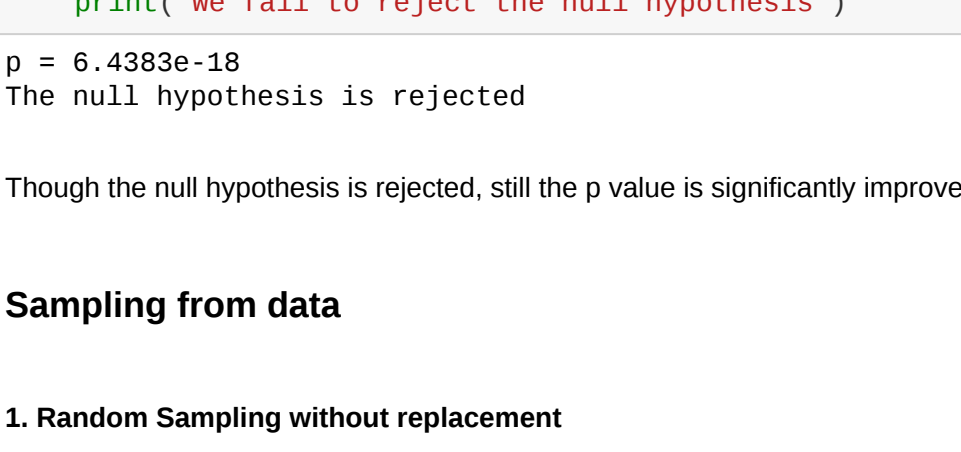 print('We fail to reject the null hypothesis')
p = 6.4383e-18
The null hypothesis is rejected
Though the null hypothesis is rejected, still the p value is significantly improve
Sampling from data
1. Random Sampling without replacement